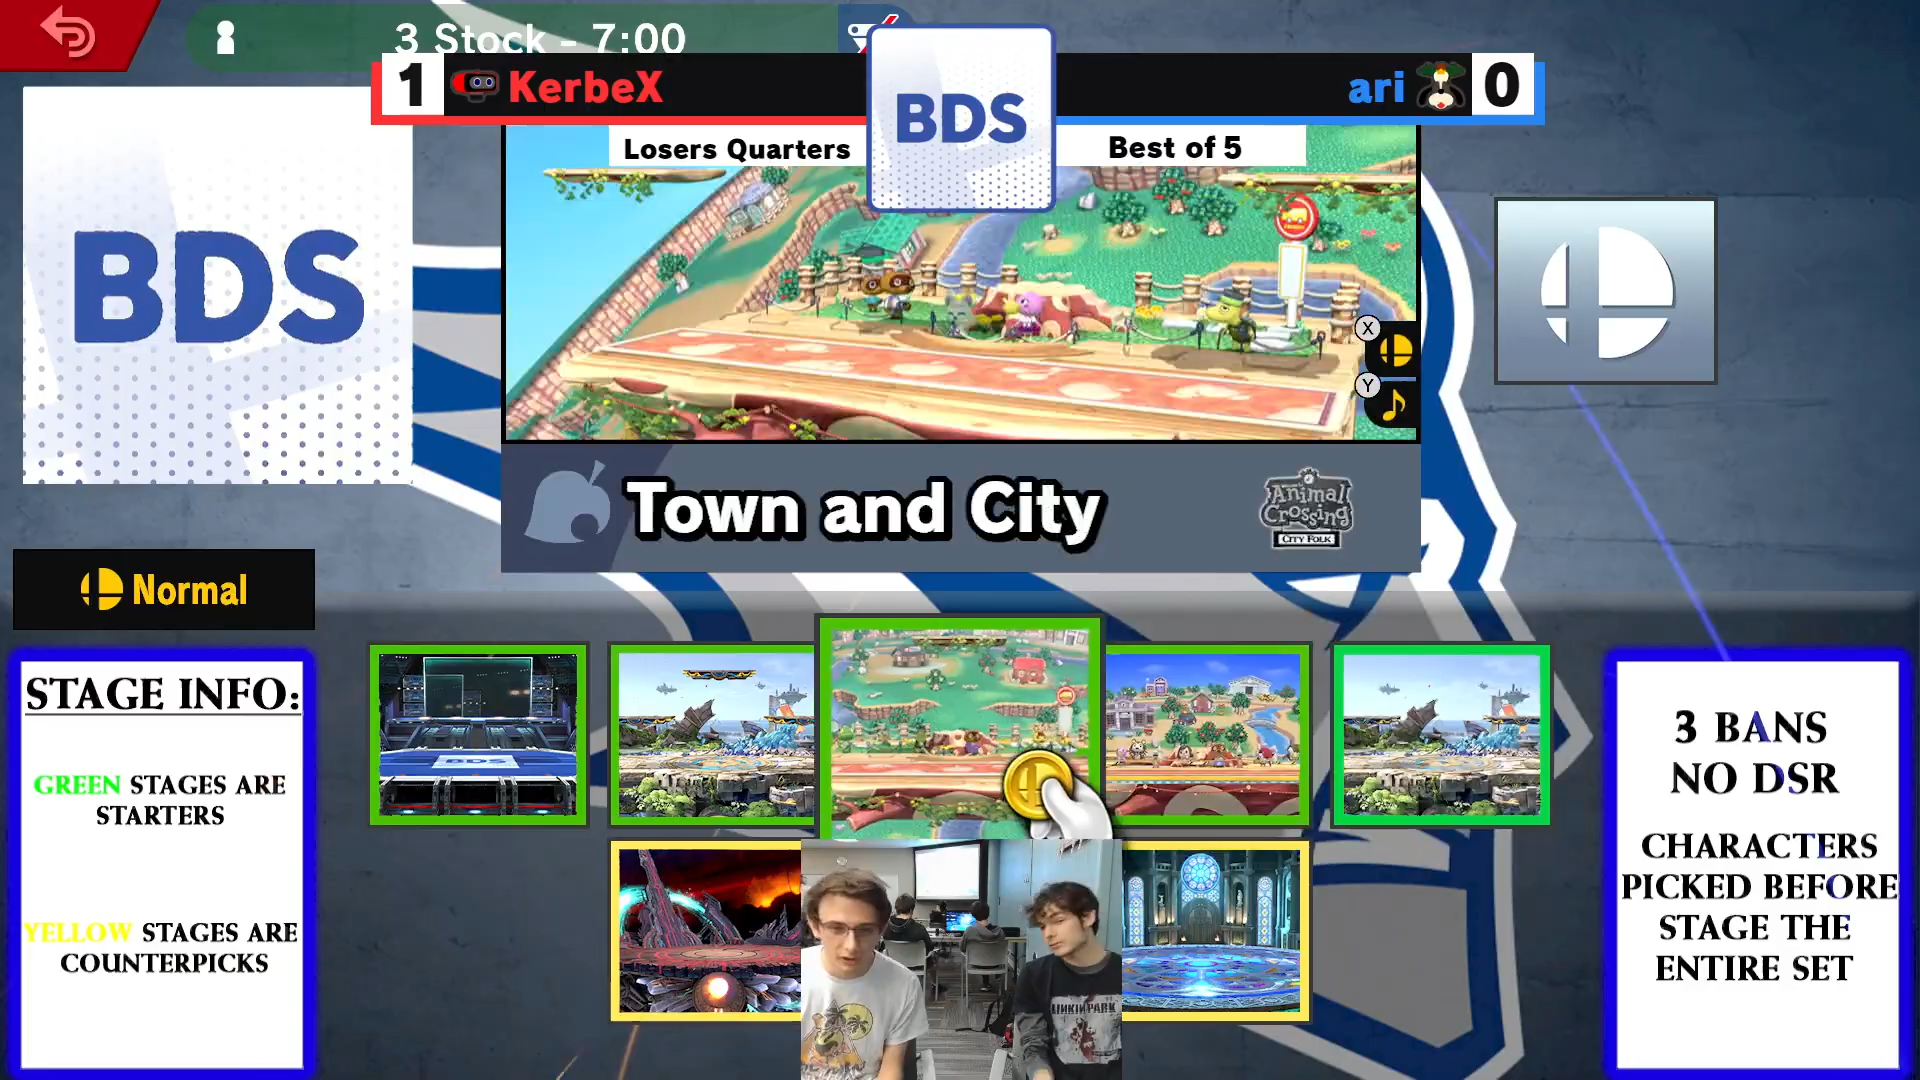 3 Stock - 7:00
1 KerbeX
ari 0
BDS
Losers Quarters
Best of 5
BDS
X
Y
Town and City
Animal
Crossing
CITY FOLK
Normal
STAGE INFO:
GREEN STAGES ARE
STARTERS
YELLOW STAGES ARE
COUNTERPICKS
BDS
3 BANS
NO DSR
CHARACTERS
PICKED BEFORE
STAGE THE
ENTIRE SET
LINKIN PARK